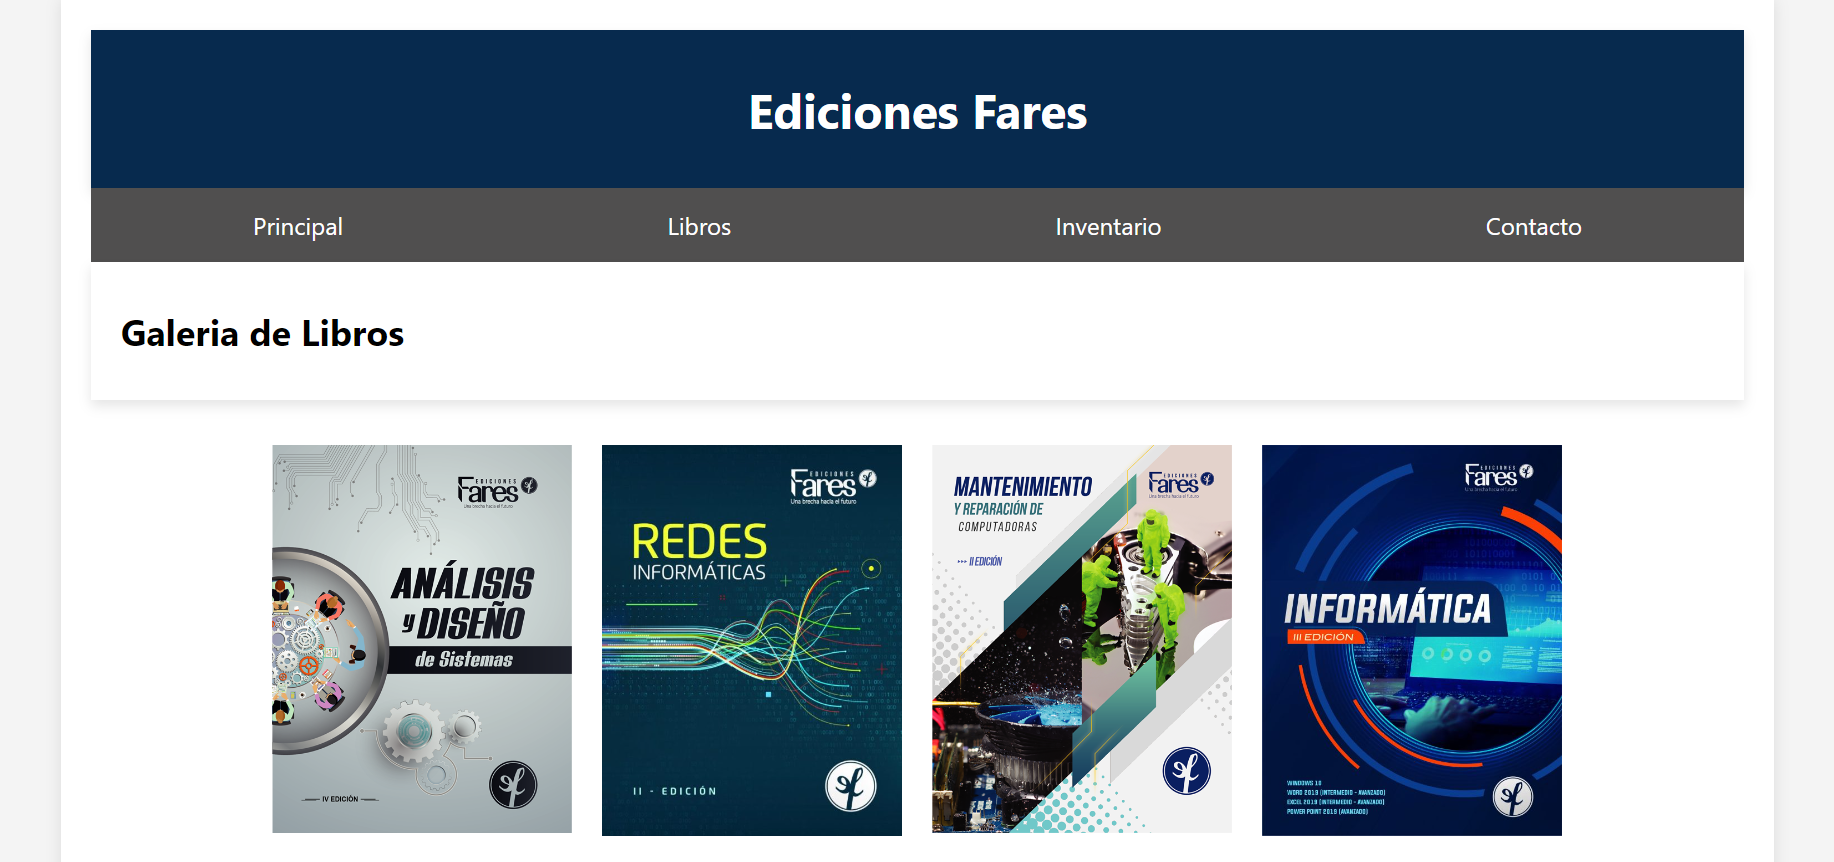 Ediciones Fares
Principal
Libros
Inventario
Contacto
Galeria de Libros
EDICIONES
Fares
Una brecha hacia el futuro
ANÁLISIS
y DISEÑO
de Sistemas
IV EDICIÓN
EDICIONES
Fares
Una brecha hacia el futuro
REDES
INFORMÁTICAS
II - EDICIÓN
EDICIONES
Fares
Una brecha hacia el futuro
MANTENIMIENTO
Y REPARACIÓN DE
COMPUTADORAS
II EDICIÓN
EDICIONES
Fares
Una brecha hacia el futuro
INFORMÁTICA
III EDICIÓN
WINDOWS 10
WORD 2019 (INTERMEDIO - AVANZADO)
EXCEL 2019 (INTERMEDIO - AVANZADO)
POWER POINT 2019 (AVANZADO)